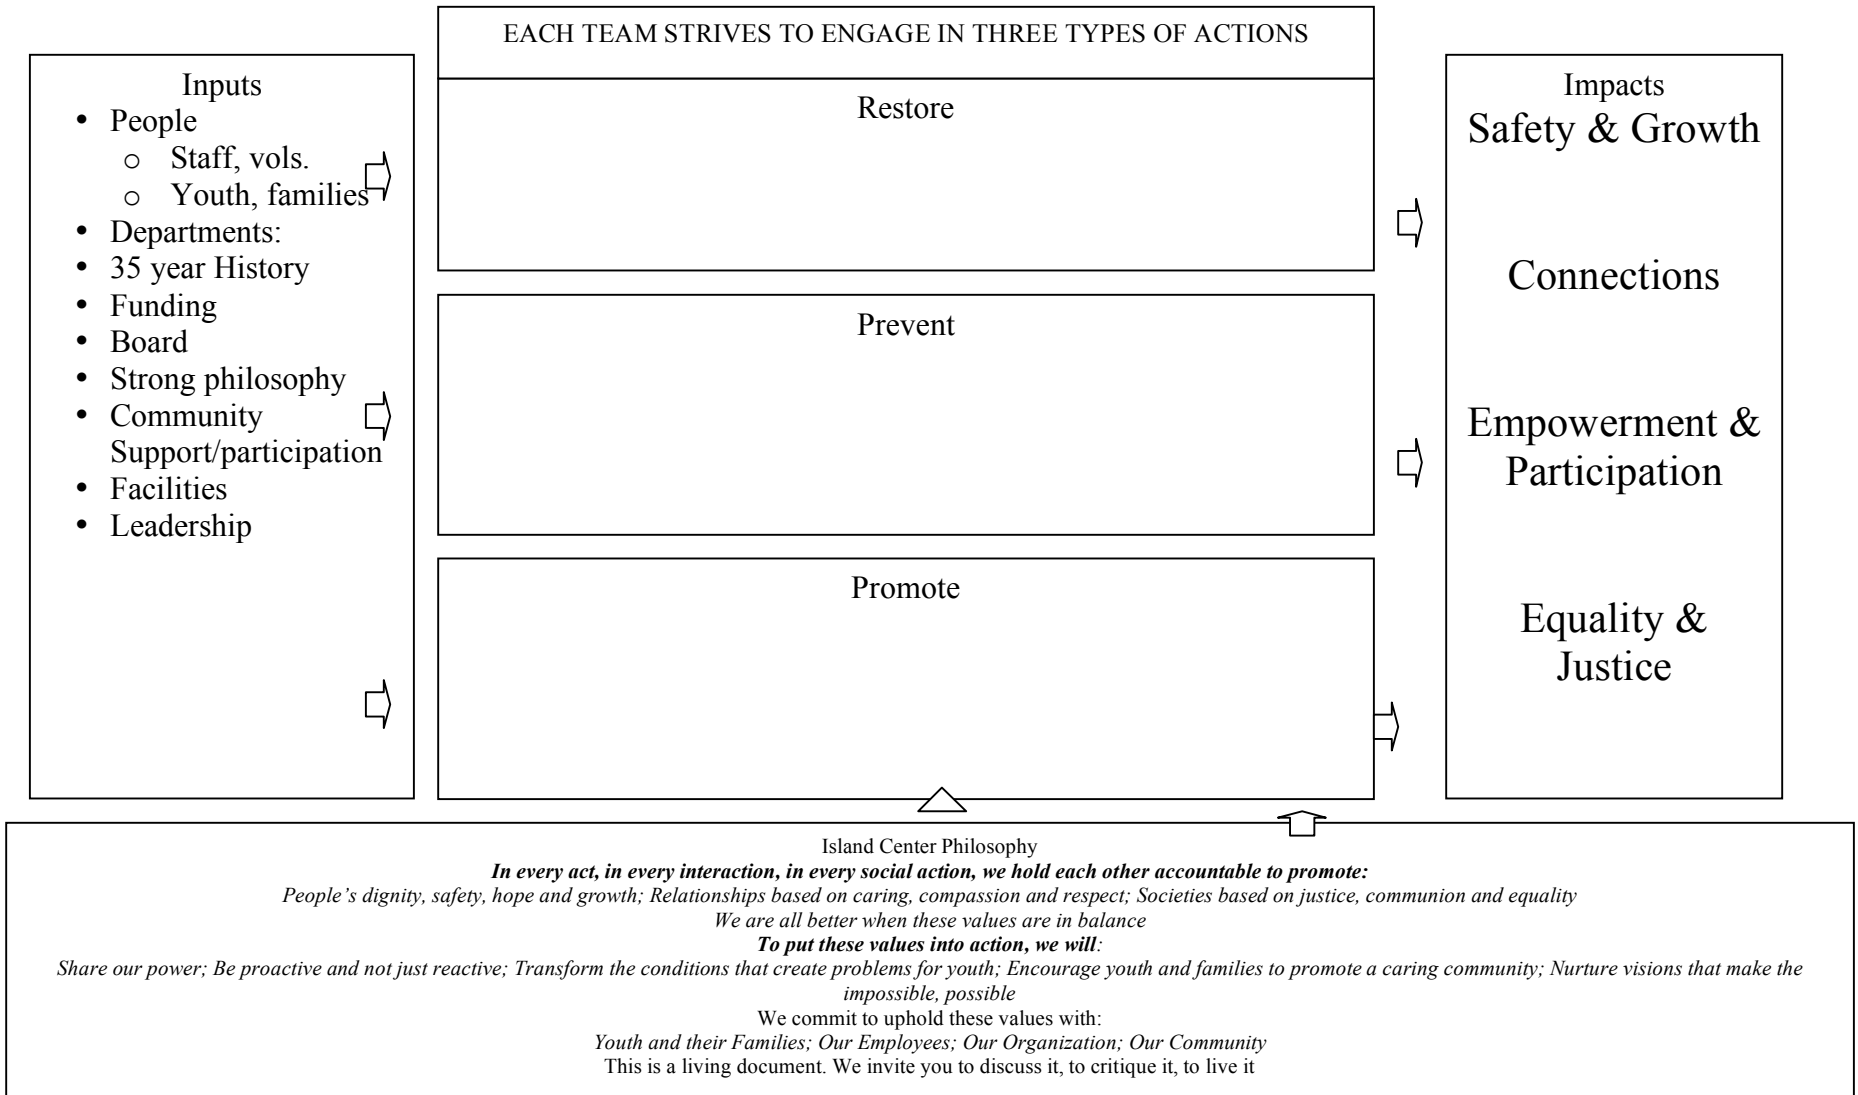 EACH TEAM STRIVES TO ENGAGE IN THREE TYPES OF ACTIONS
Inputs
• People
o Staff, vols.
o Youth, families
• Departments:
• 35 year History
• Funding
• Board
• Strong philosophy
• Community
Support/participation
• Facilities
• Leadership
Restore
Prevent
Promote
Impacts
Safety & Growth
Connections
Empowerment &
Participation
Equality &
Justice
Island Center Philosophy
In every act, in every interaction, in every social action, we hold each other accountable to promote:
People’s dignity, safety, hope and growth; Relationships based on caring, compassion and respect; Societies based on justice, communion and equality
We are all better when these values are in balance
To put these values into action, we will:
Share our power; Be proactive and not just reactive; Transform the conditions that create problems for youth; Encourage youth and families to promote a caring community; Nurture visions that make the
impossible, possible
We commit to uphold these values with:
Youth and their Families; Our Employees; Our Organization; Our Community
This is a living document. We invite you to discuss it, to critique it, to live it